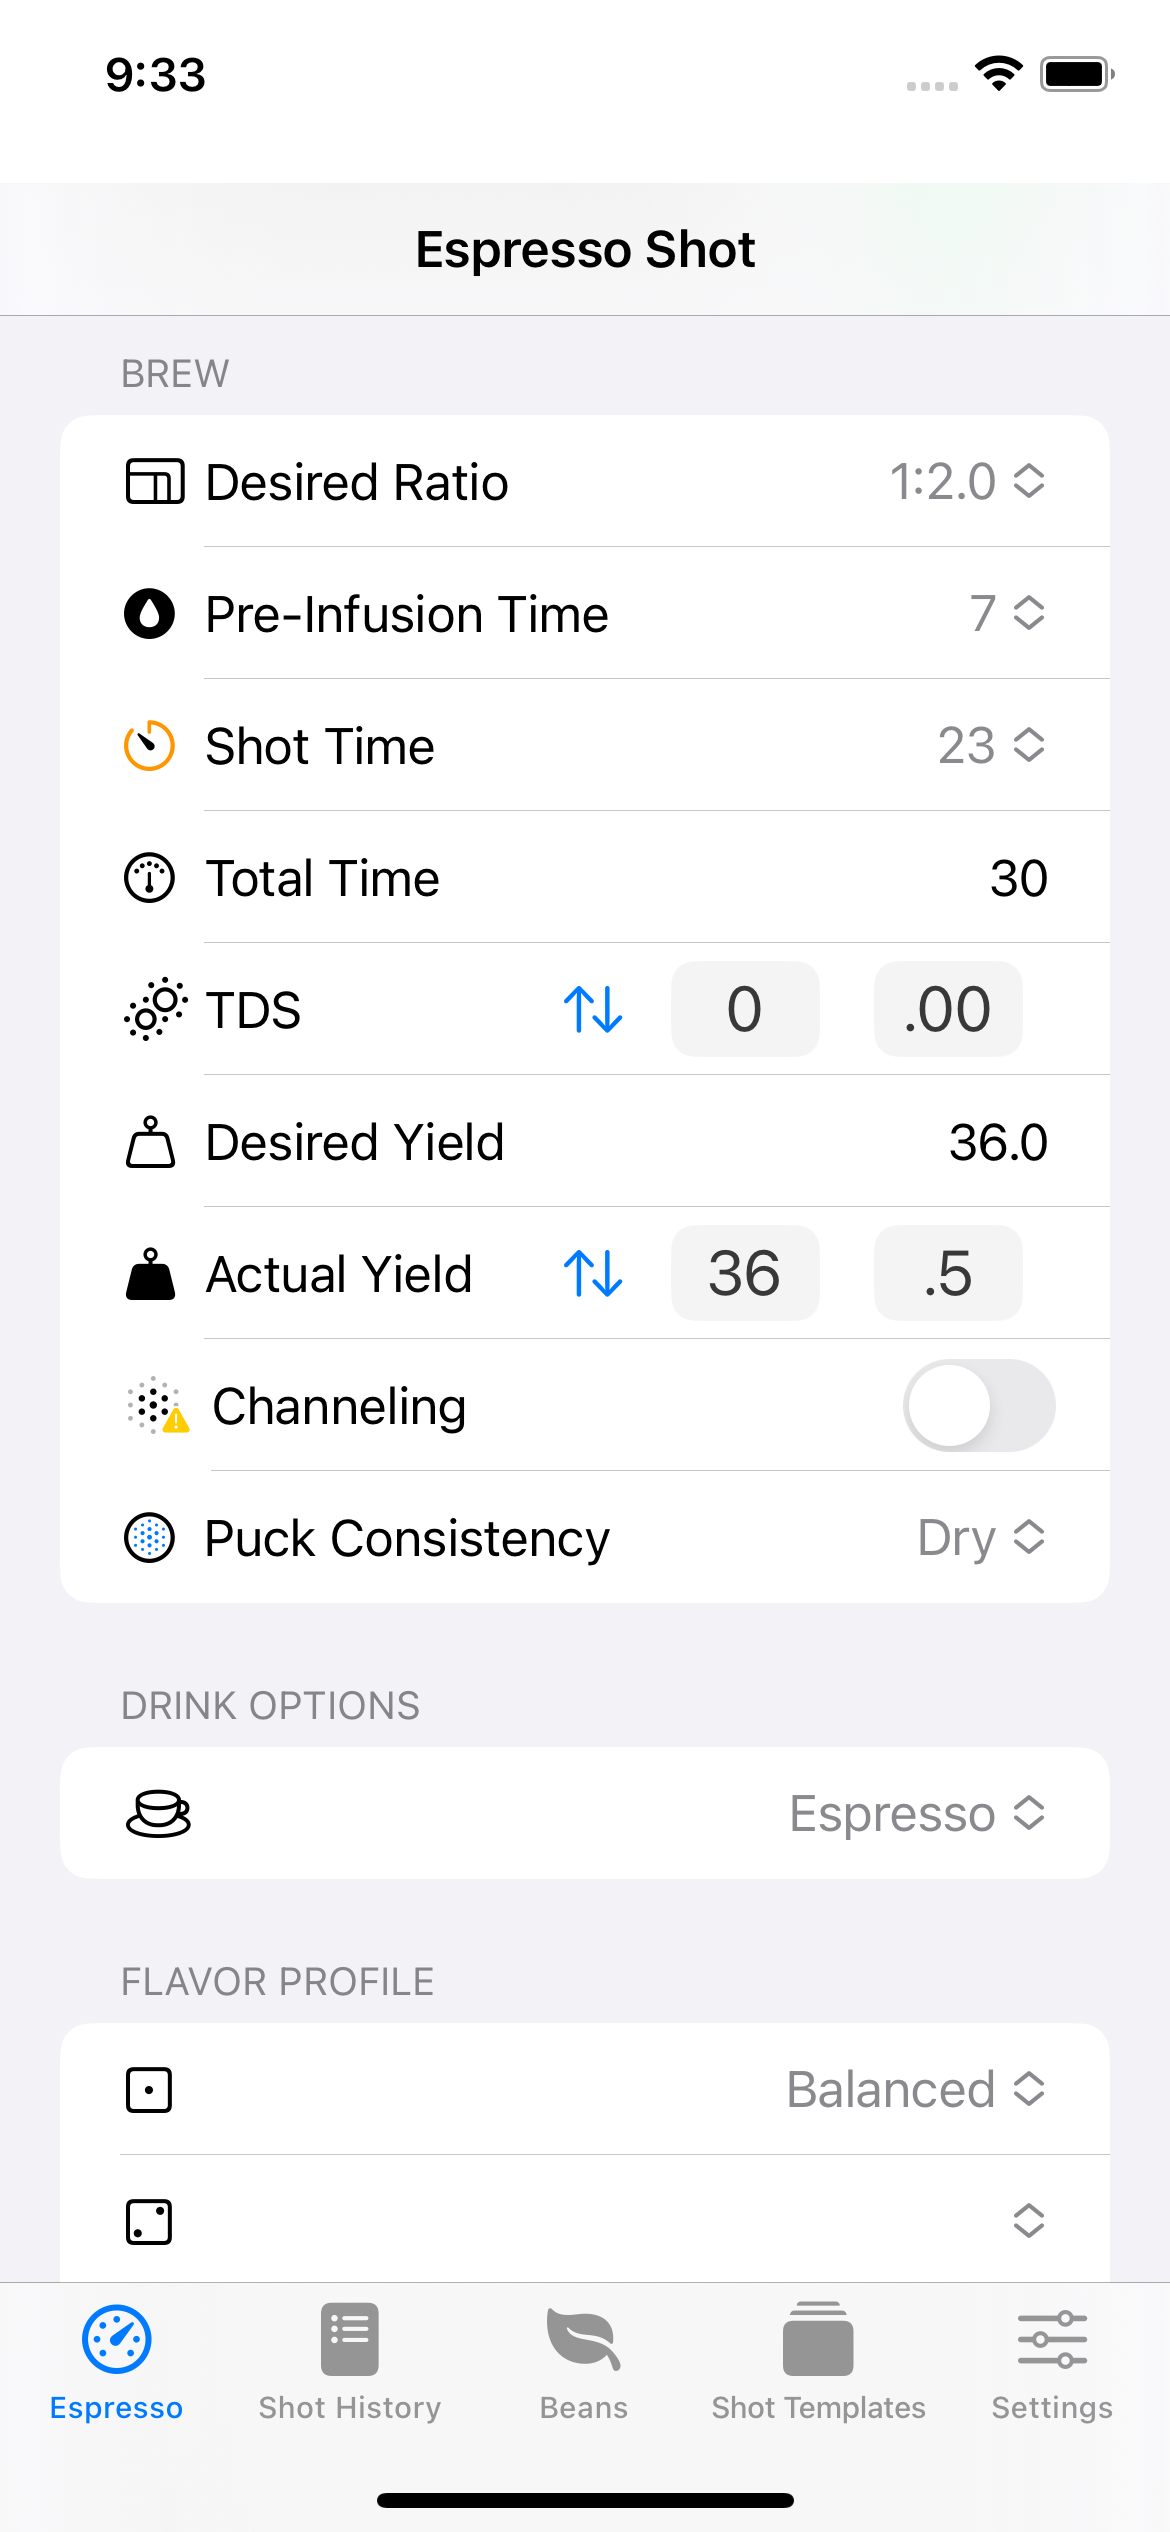 9:33
Espresso Shot
BREW
Desired Ratio 1:2.0
Pre-Infusion Time 7
Shot Time 23
Total Time 30
TDS 0 .00
Desired Yield 36.0
Actual Yield 36 .5
Channeling
Puck Consistency Dry
DRINK OPTIONS
Espresso
FLAVOR PROFILE
Balanced
Espresso Shot History Beans Shot Templates Settings